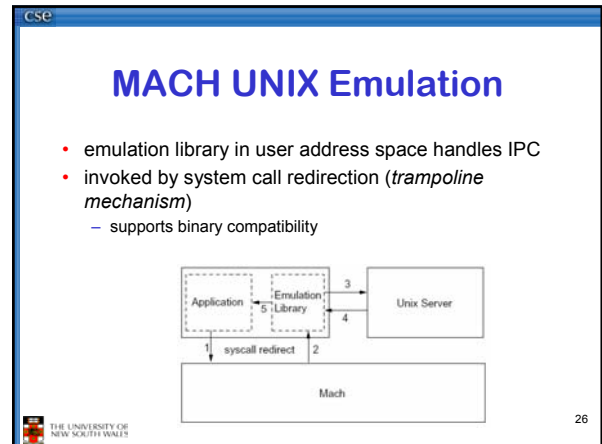 cse
MACH UNIX Emulation
• emulation library in user address space handles IPC
• invoked by system call redirection (trampoline
mechanism)
– supports binary compatibility
Application
5
Emulation
Library
3
4
Unix Server
1
syscall redirect
2
Mach
THE UNIVERSITY OF
NEW SOUTH WALES
26